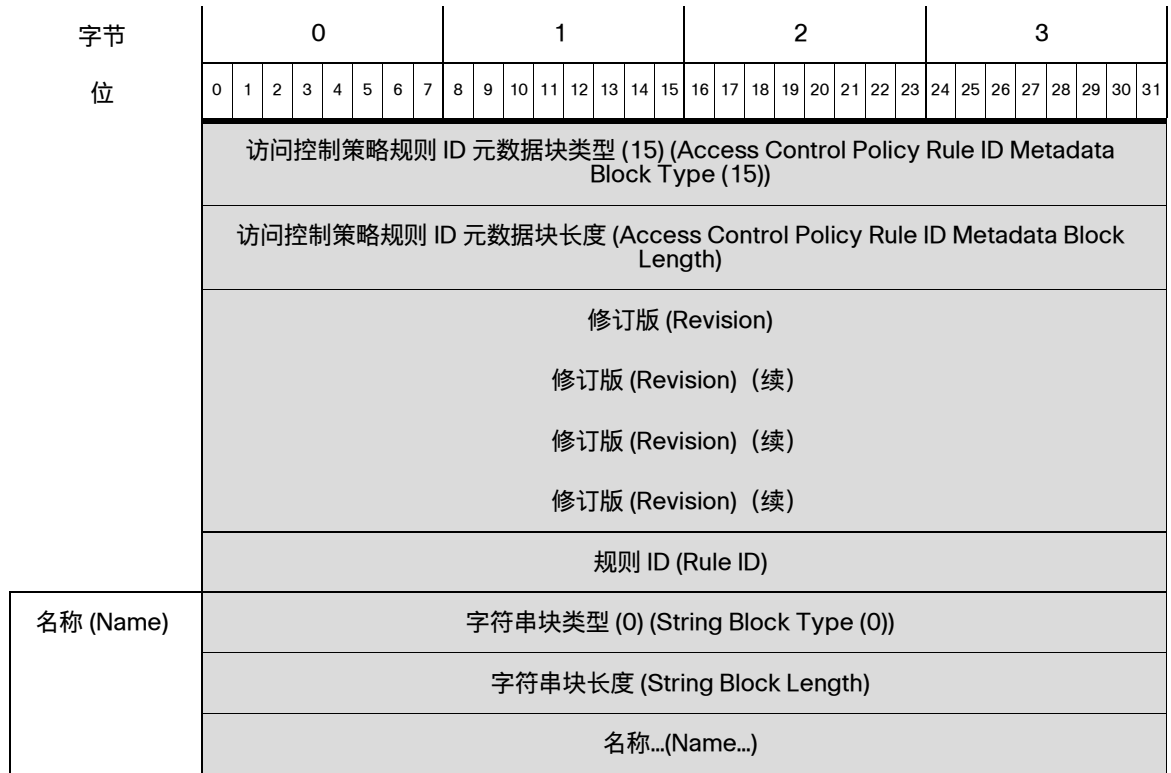 字节 0 1 2 3
位 0 1 2 3 4 5 6 7 8 9 10 11 12 13 14 15 16 17 18 19 20 21 22 23 24 25 26 27 28 29 30 31
访问控制策略规则 ID 元数据块类型 (15) (Access Control Policy Rule ID Metadata
Block Type (15))
访问控制策略规则 ID 元数据块长度 (Access Control Policy Rule ID Metadata Block
Length)
修订版 (Revision)
修订版 (Revision)（续）
修订版 (Revision)（续）
修订版 (Revision)（续）
规则 ID (Rule ID)
名称 (Name) 字符串块类型 (0) (String Block Type (0))
字符串块长度 (String Block Length)
名称...(Name...)